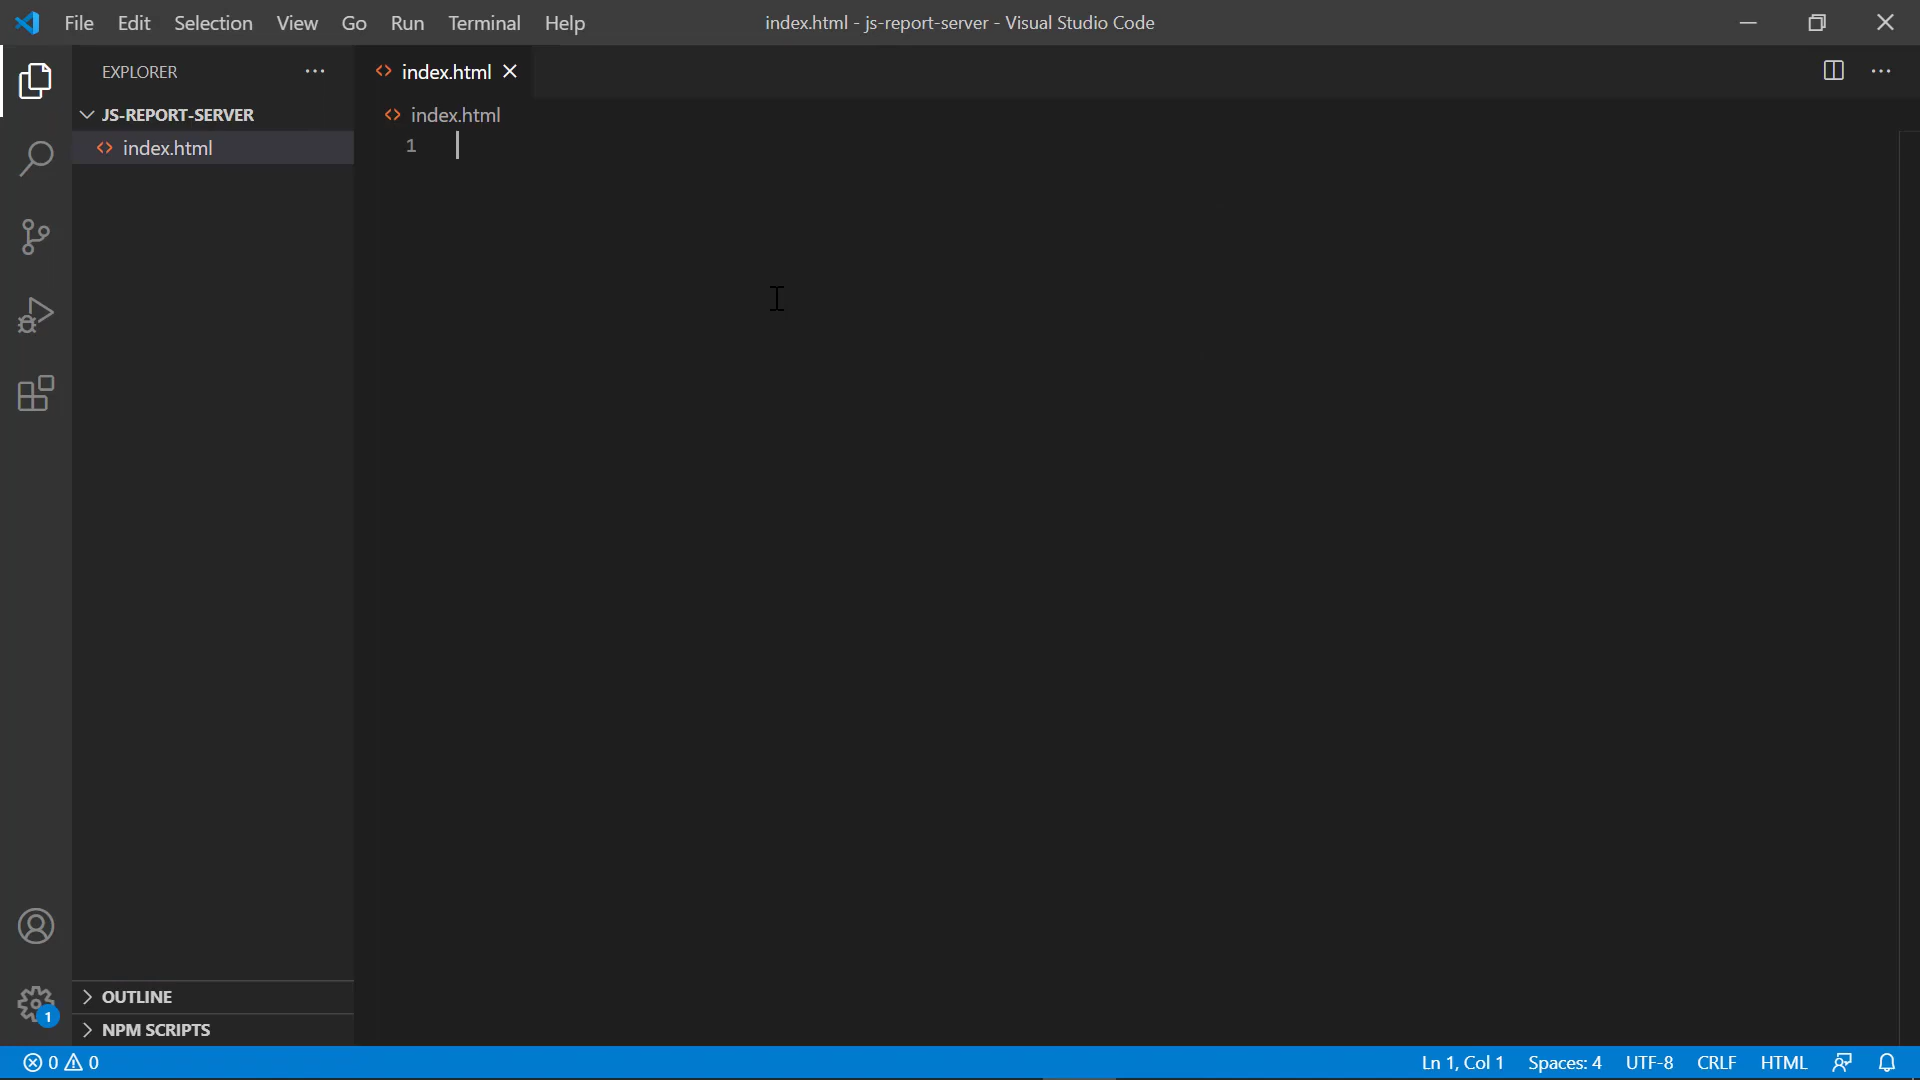 File Edit Selection View Go Run Terminal Help
index.html - js-report-server - Visual Studio Code
EXPLORER
index.html
JS-REPORT-SERVER
index.html
index.html
1
OUTLINE
1
NPM SCRIPTS
0 0
Ln 1, Col 1 Spaces: 4 UTF-8 CRLF HTML